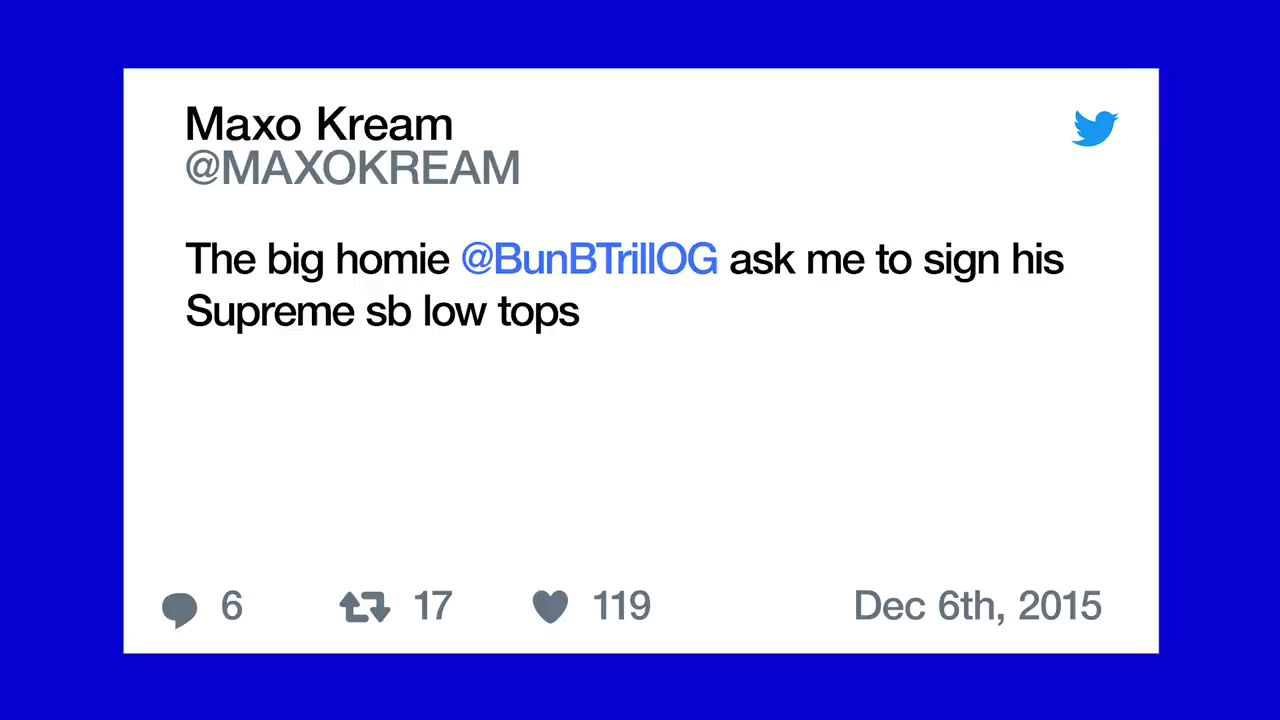 Maxo Kream
@MAXOKREAM
The big homie @BunBTrillOG ask me to sign his
Supreme sb low tops
6 17 119 Dec 6th, 2015